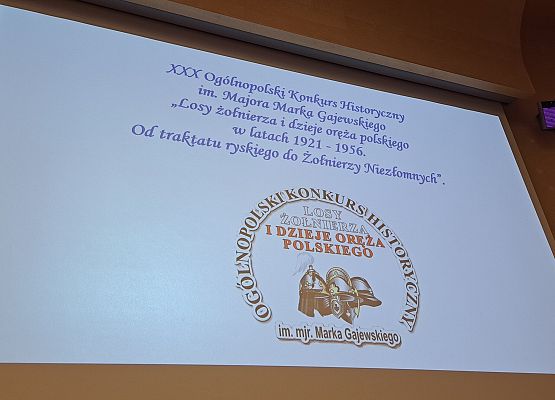 XXX Ogólnopolski Konkurs Historyczny
im. Majora Marka Gajewskiego
„Losy żołnierza i dzieje oręża polskiego
w latach 1921 - 1956.
Od traktatu ryskiego do Żołnierzy Niezłomnych”.
OGÓLNOPOLSKI KONKURS HISTORYCZNY
LOSY
ŻOŁNIERZA
I DZIEJE ORĘŻA
POLSKIEGO
im. mjr. Marka Gajewskiego